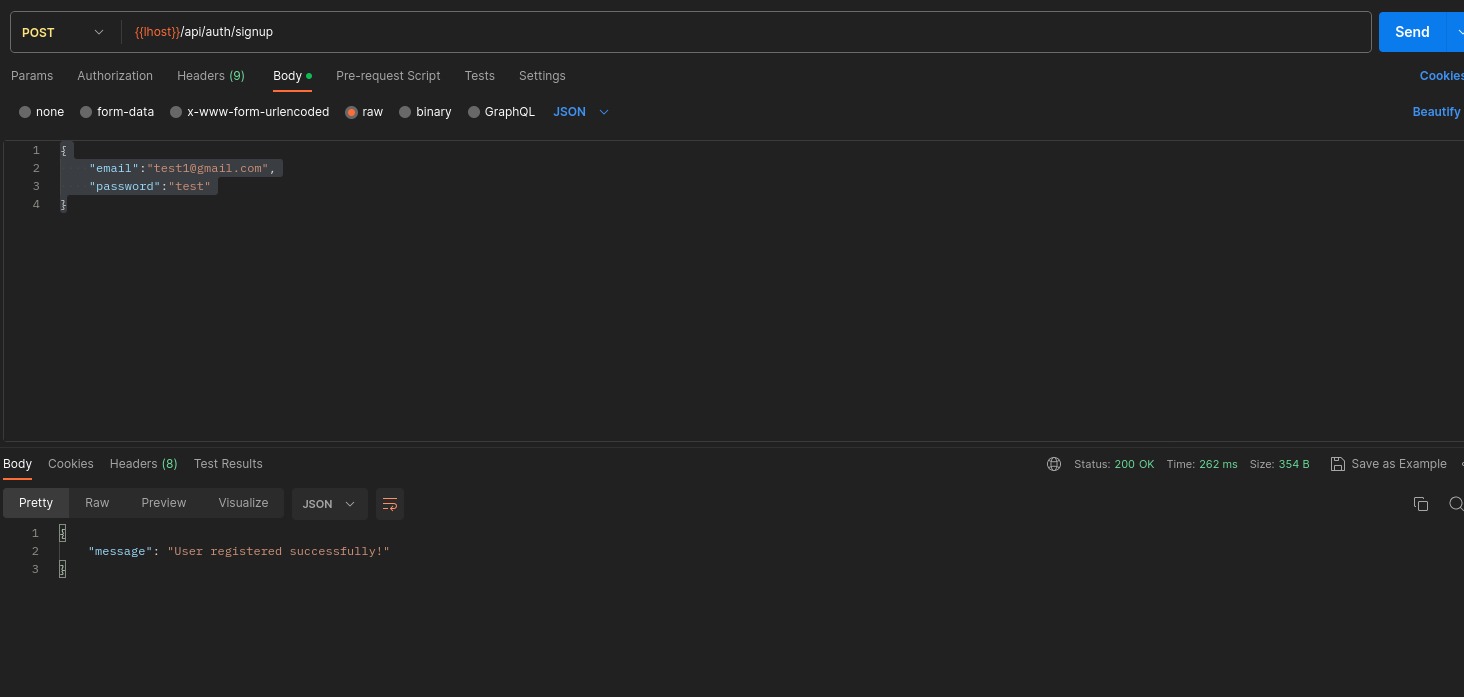 POST {{lhost}}/api/auth/signup Send
Params Authorization Headers (9) Body Pre-request Script Tests Settings Cookies
none form-data x-www-form-urlencoded raw binary GraphQL JSON Beautify
1 {
2 "email":"test1@gmail.com",
3 "password":"test"
4 }
Body Cookies Headers (8) Test Results Status: 200 OK Time: 262 ms Size: 354 B Save as Example
Pretty Raw Preview Visualize JSON
1 {
2 "message": "User registered successfully!"
3 }